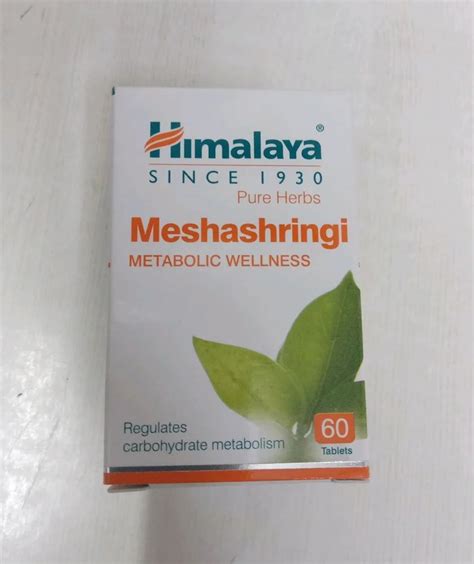 Himalaya®
SINCE 1930
Pure Herbs
Meshashringi
METABOLIC WELLNESS
Regulates
carbohydrate metabolism
60
Tablets